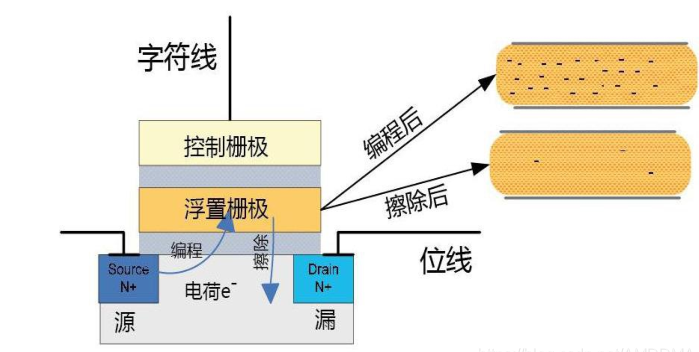 字符线
控制栅极
编程后
浮置栅极
擦除后
编程
擦除
位线
Source
N+
Drain
N+
电荷e⁻
源
漏